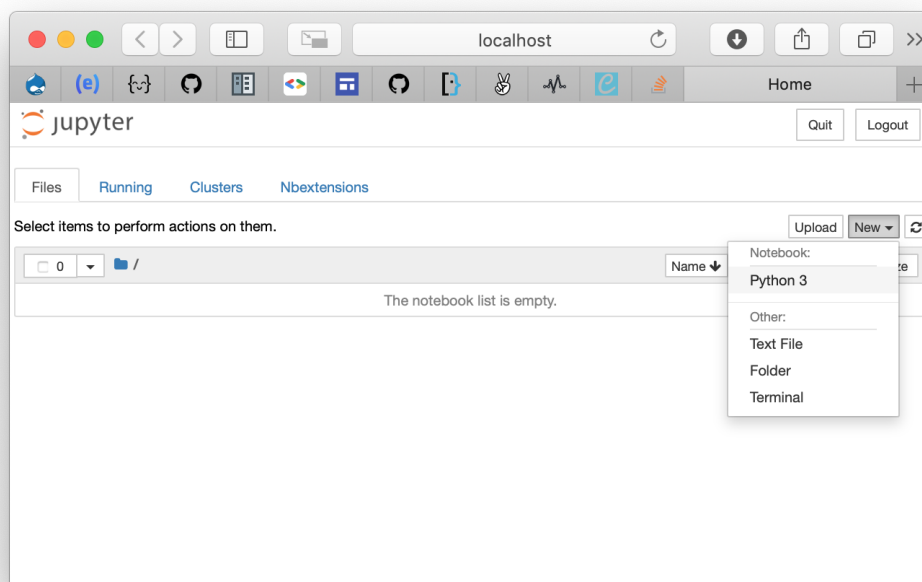 localhost
(e) {~} Home
jupyter Quit Logout
Files Running Clusters Nbextensions
Select items to perform actions on them. Upload New
0 / Name
The notebook list is empty.
Notebook:
Python 3
Other:
Text File
Folder
Terminal